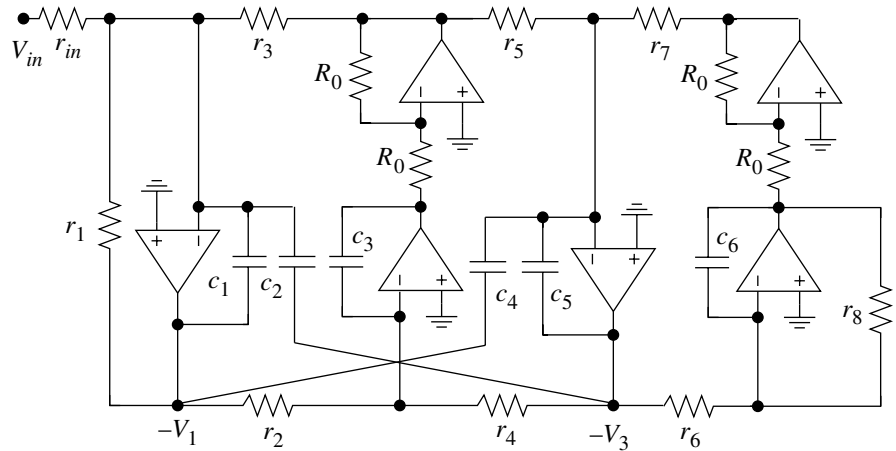 V_in r_in r_3 r_5 r_7
R_0 − + R_0 − +
R_0 R_0
r_1 + − c_1 c_2 c_3 − + c_4 c_5 − + c_6 − + r_8
−V_1 r_2 r_4 −V_3 r_6